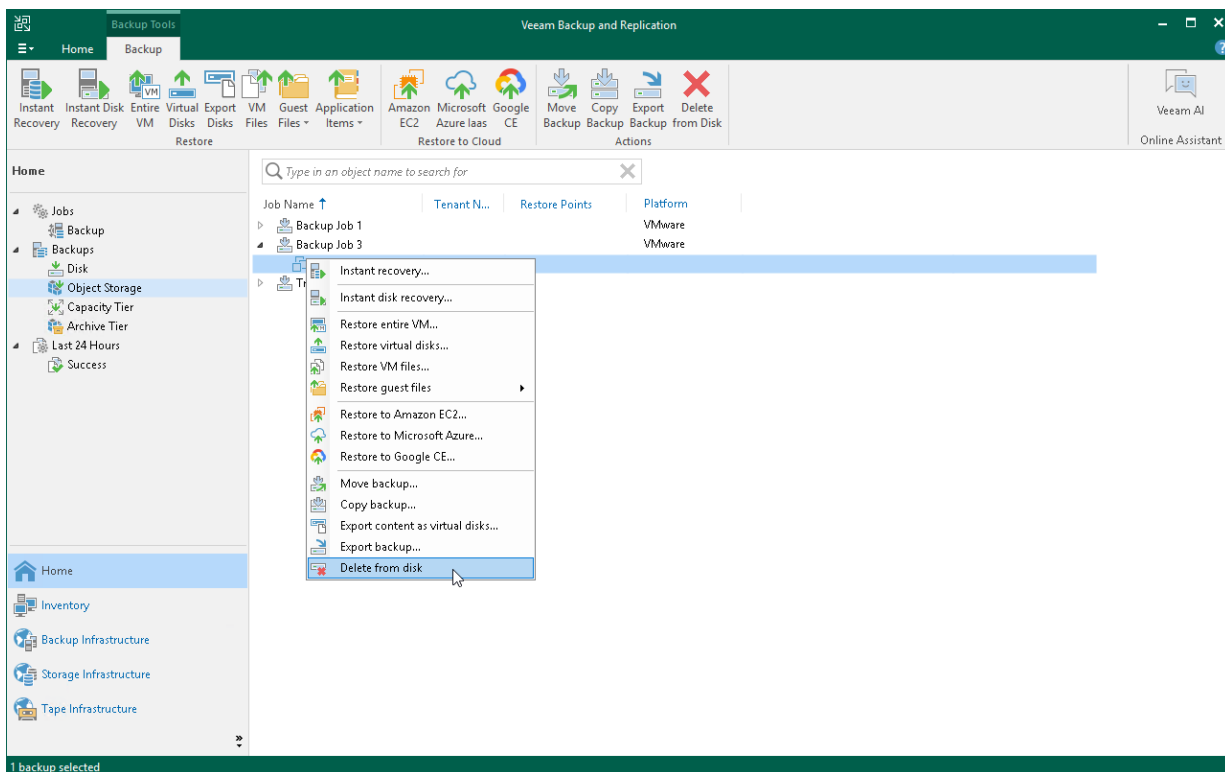 Backup Tools
Veeam Backup and Replication
Home Backup
Instant Recovery
Instant Disk Recovery
Entire VM
Virtual Disks
Export Disks
VM Files
Guest Files
Application Items
Amazon EC2
Microsoft Azure Iaas
Google CE
Move Backup
Copy Backup
Export Backup
Delete from Disk
Veeam AI
Restore
Restore to Cloud
Actions
Online Assistant
Home
Type in an object name to search for
Job Name Tenant N... Restore Points Platform
Jobs
Backup
Backups
Disk
Object Storage
Capacity Tier
Archive Tier
Last 24 Hours
Success
Backup Job 1 VMware
Backup Job 3 VMware
Instant recovery...
Instant disk recovery...
Restore entire VM...
Restore virtual disks...
Restore VM files...
Restore guest files
Restore to Amazon EC2...
Restore to Microsoft Azure...
Restore to Google CE...
Move backup...
Copy backup...
Export content as virtual disks...
Export backup...
Delete from disk
Home
Inventory
Backup Infrastructure
Storage Infrastructure
Tape Infrastructure
1 backup selected